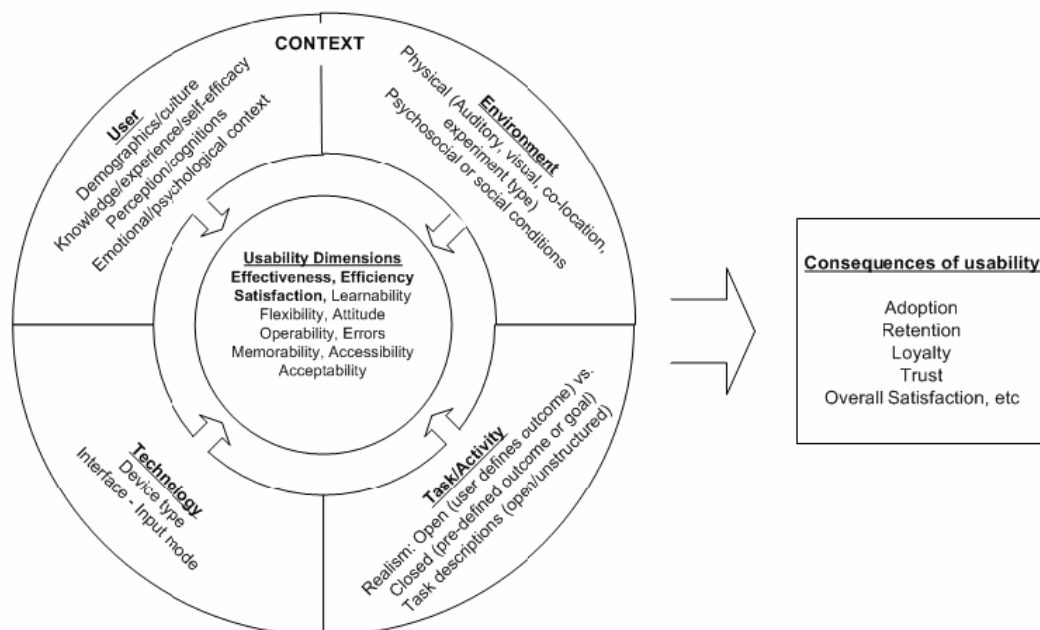 CONTEXT
User
Demographics/culture
Knowledge/experience/self-efficacy
Perception/cognitions
Emotional/psychological context
Environment
Physical (Auditory, visual, co-location,
experiment type)
Psychosocial or social conditions
Usability Dimensions
Effectiveness, Efficiency
Satisfaction, Learnability
Flexibility, Attitude
Operability, Errors
Memorability, Accessibility
Acceptability
Technology
Device type
Interface - Input mode
Task/Activity
Realism: Open (user defines outcome) vs.
Closed (pre-defined outcome or goal)
Task descriptions (open/unstructured)
Consequences of usability
Adoption
Retention
Loyalty
Trust
Overall Satisfaction, etc